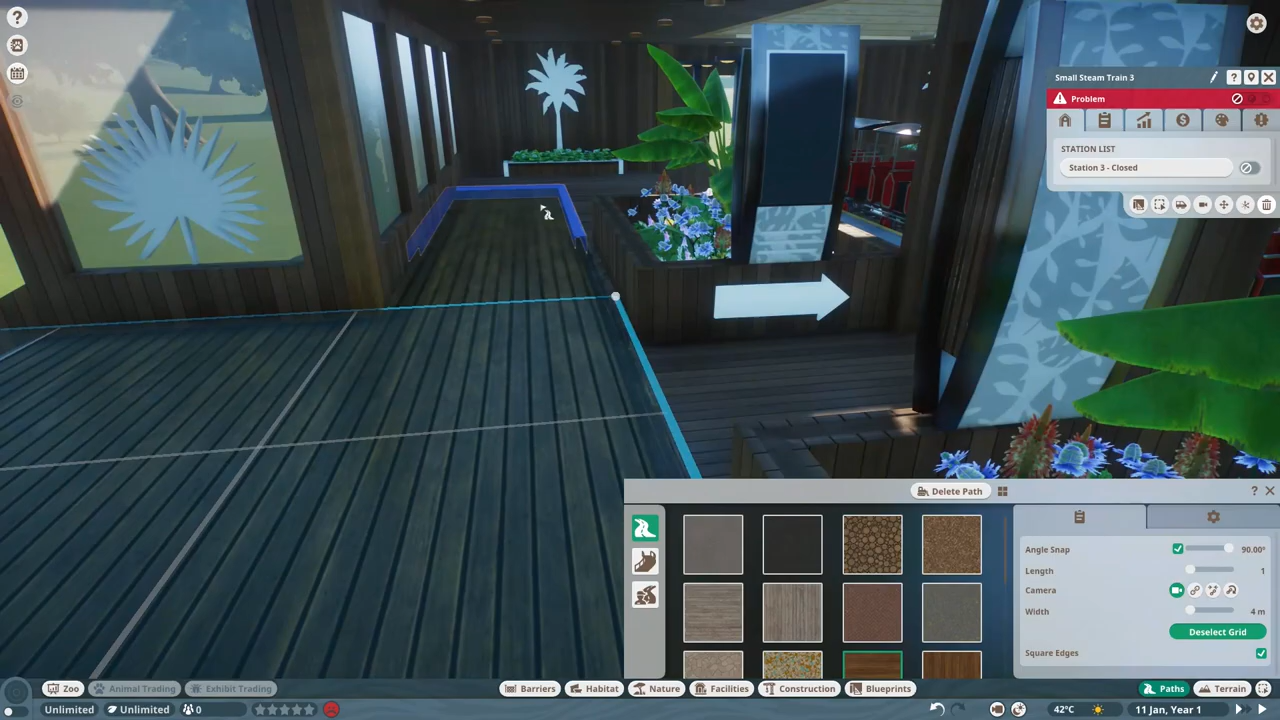 ?
Small Steam Train 3
?
Problem
$
STATION LIST
Station 3 - Closed
Delete Path
?
Angle Snap
90.00°
Length
1
Camera
Width
4 m
Deselect Grid
Square Edges
Zoo
Animal Trading
Exhibit Trading
Barriers
Habitat
Nature
Facilities
Construction
Blueprints
Paths
Terrain
Unlimited
Unlimited
0
42°C
11 Jan, Year 1